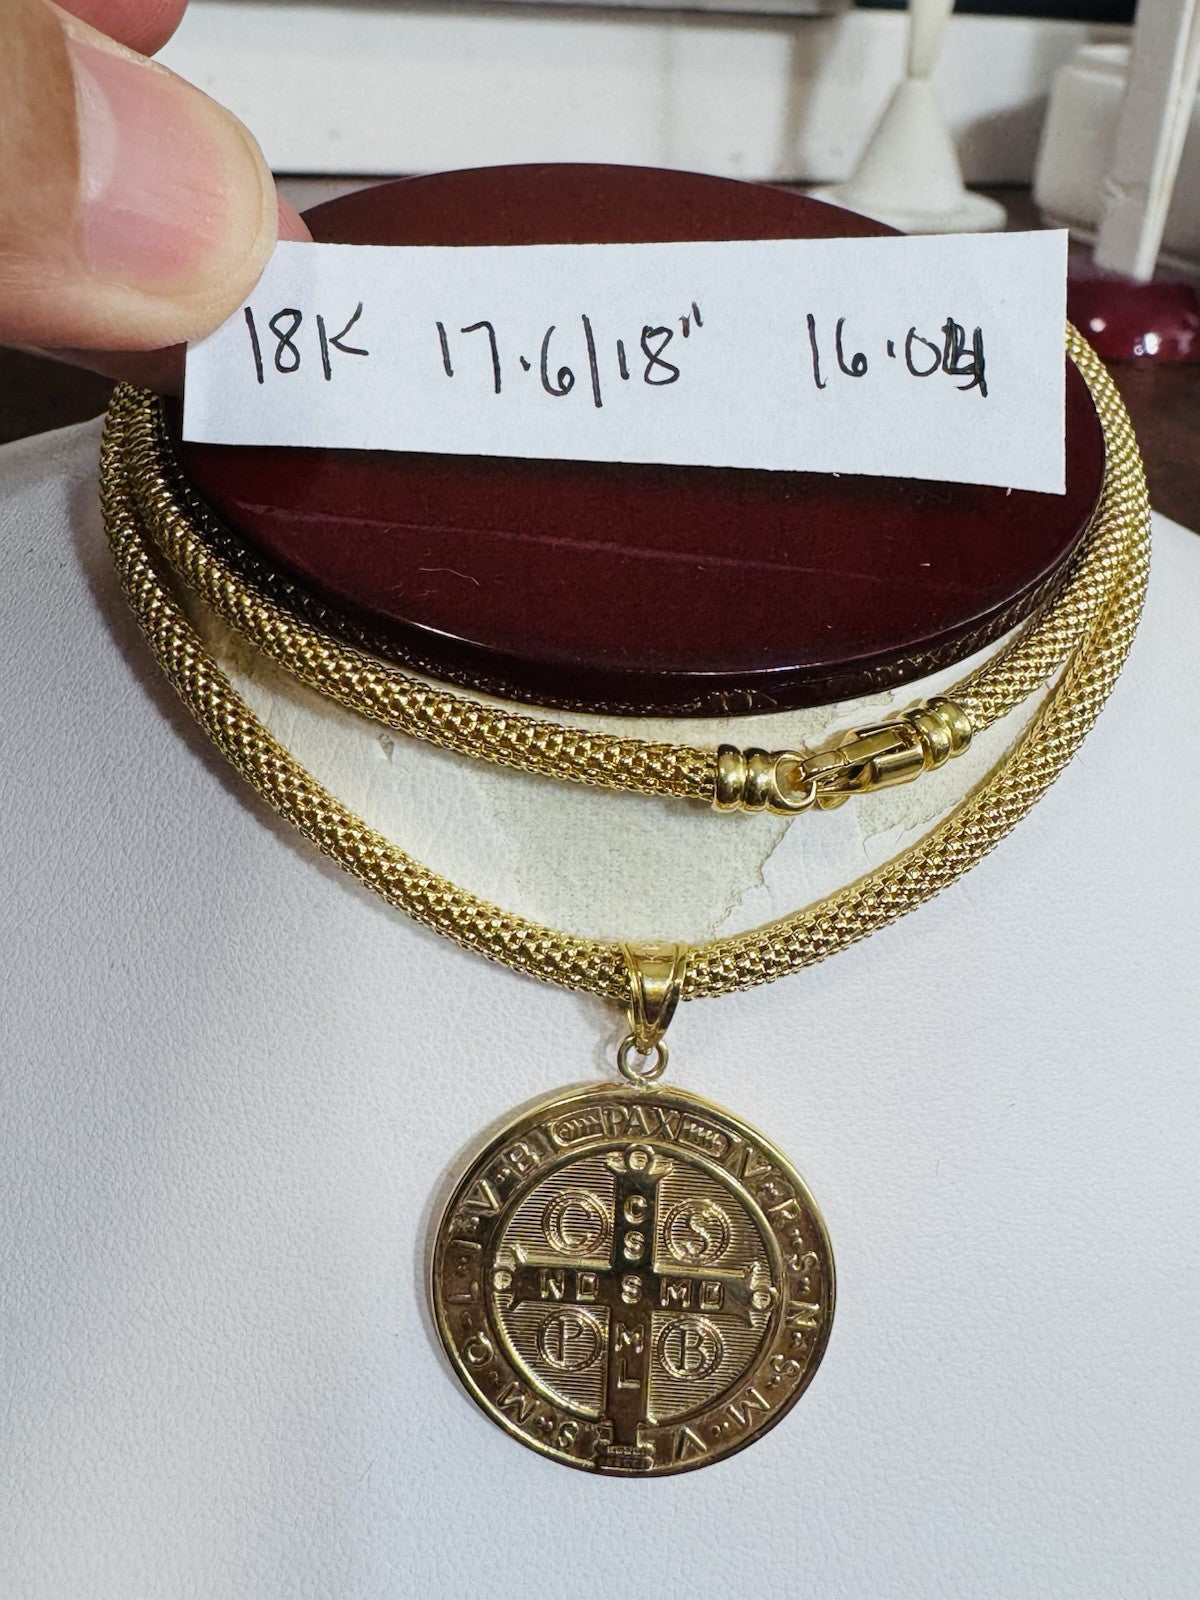 18K 17.6/18" 16.0
PAX
V·R·S·N·S·M·V
S·M·Q·L·I·V·B
C S
C
S
N D S M D
M
L
P B